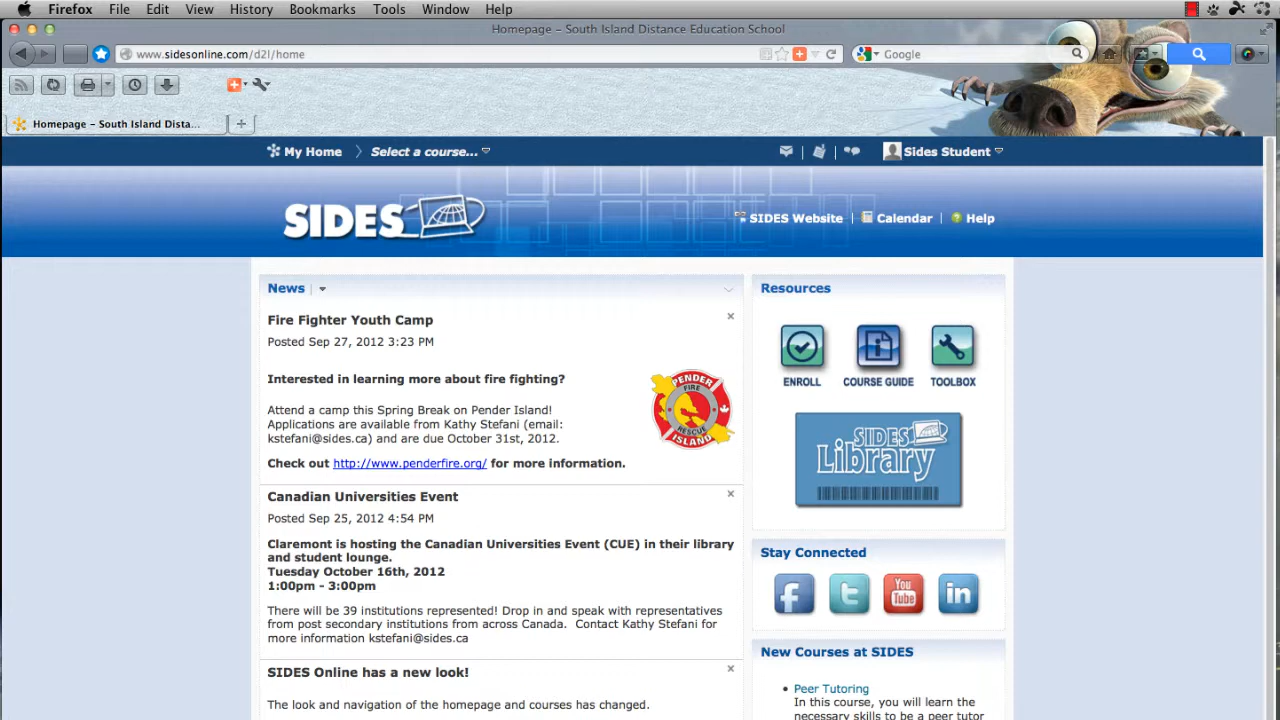 Firefox File Edit View History Bookmarks Tools Window Help
Homepage – South Island Distance Education School
www.sidesonline.com/d2l/home
Google
Homepage – South Island Dista...
My Home
Select a course...
Sides Student
SIDES
SIDES Website | Calendar | Help
News
Fire Fighter Youth Camp
Posted Sep 27, 2012 3:23 PM
Interested in learning more about fire fighting?
Attend a camp this Spring Break on Pender Island!
Applications are available from Kathy Stefani (email:
kstefani@sides.ca) and are due October 31st, 2012.
Check out http://www.penderfire.org/ for more information.
PENDER
FIRE
RESCUE
ISLAND
Canadian Universities Event
Posted Sep 25, 2012 4:54 PM
Claremont is hosting the Canadian Universities Event (CUE) in their library
and student lounge.
Tuesday October 16th, 2012
1:00pm - 3:00pm
There will be 39 institutions represented! Drop in and speak with representatives
from post secondary institutions from across Canada.  Contact Kathy Stefani for
more information kstefani@sides.ca
SIDES Online has a new look!
The look and navigation of the homepage and courses has changed.
Resources
ENROLL
COURSE GUIDE
TOOLBOX
SIDES
Library
Stay Connected
f
t
You
Tube
in
New Courses at SIDES
Peer Tutoring
In this course, you will learn the
necessary skills to be a peer tutor